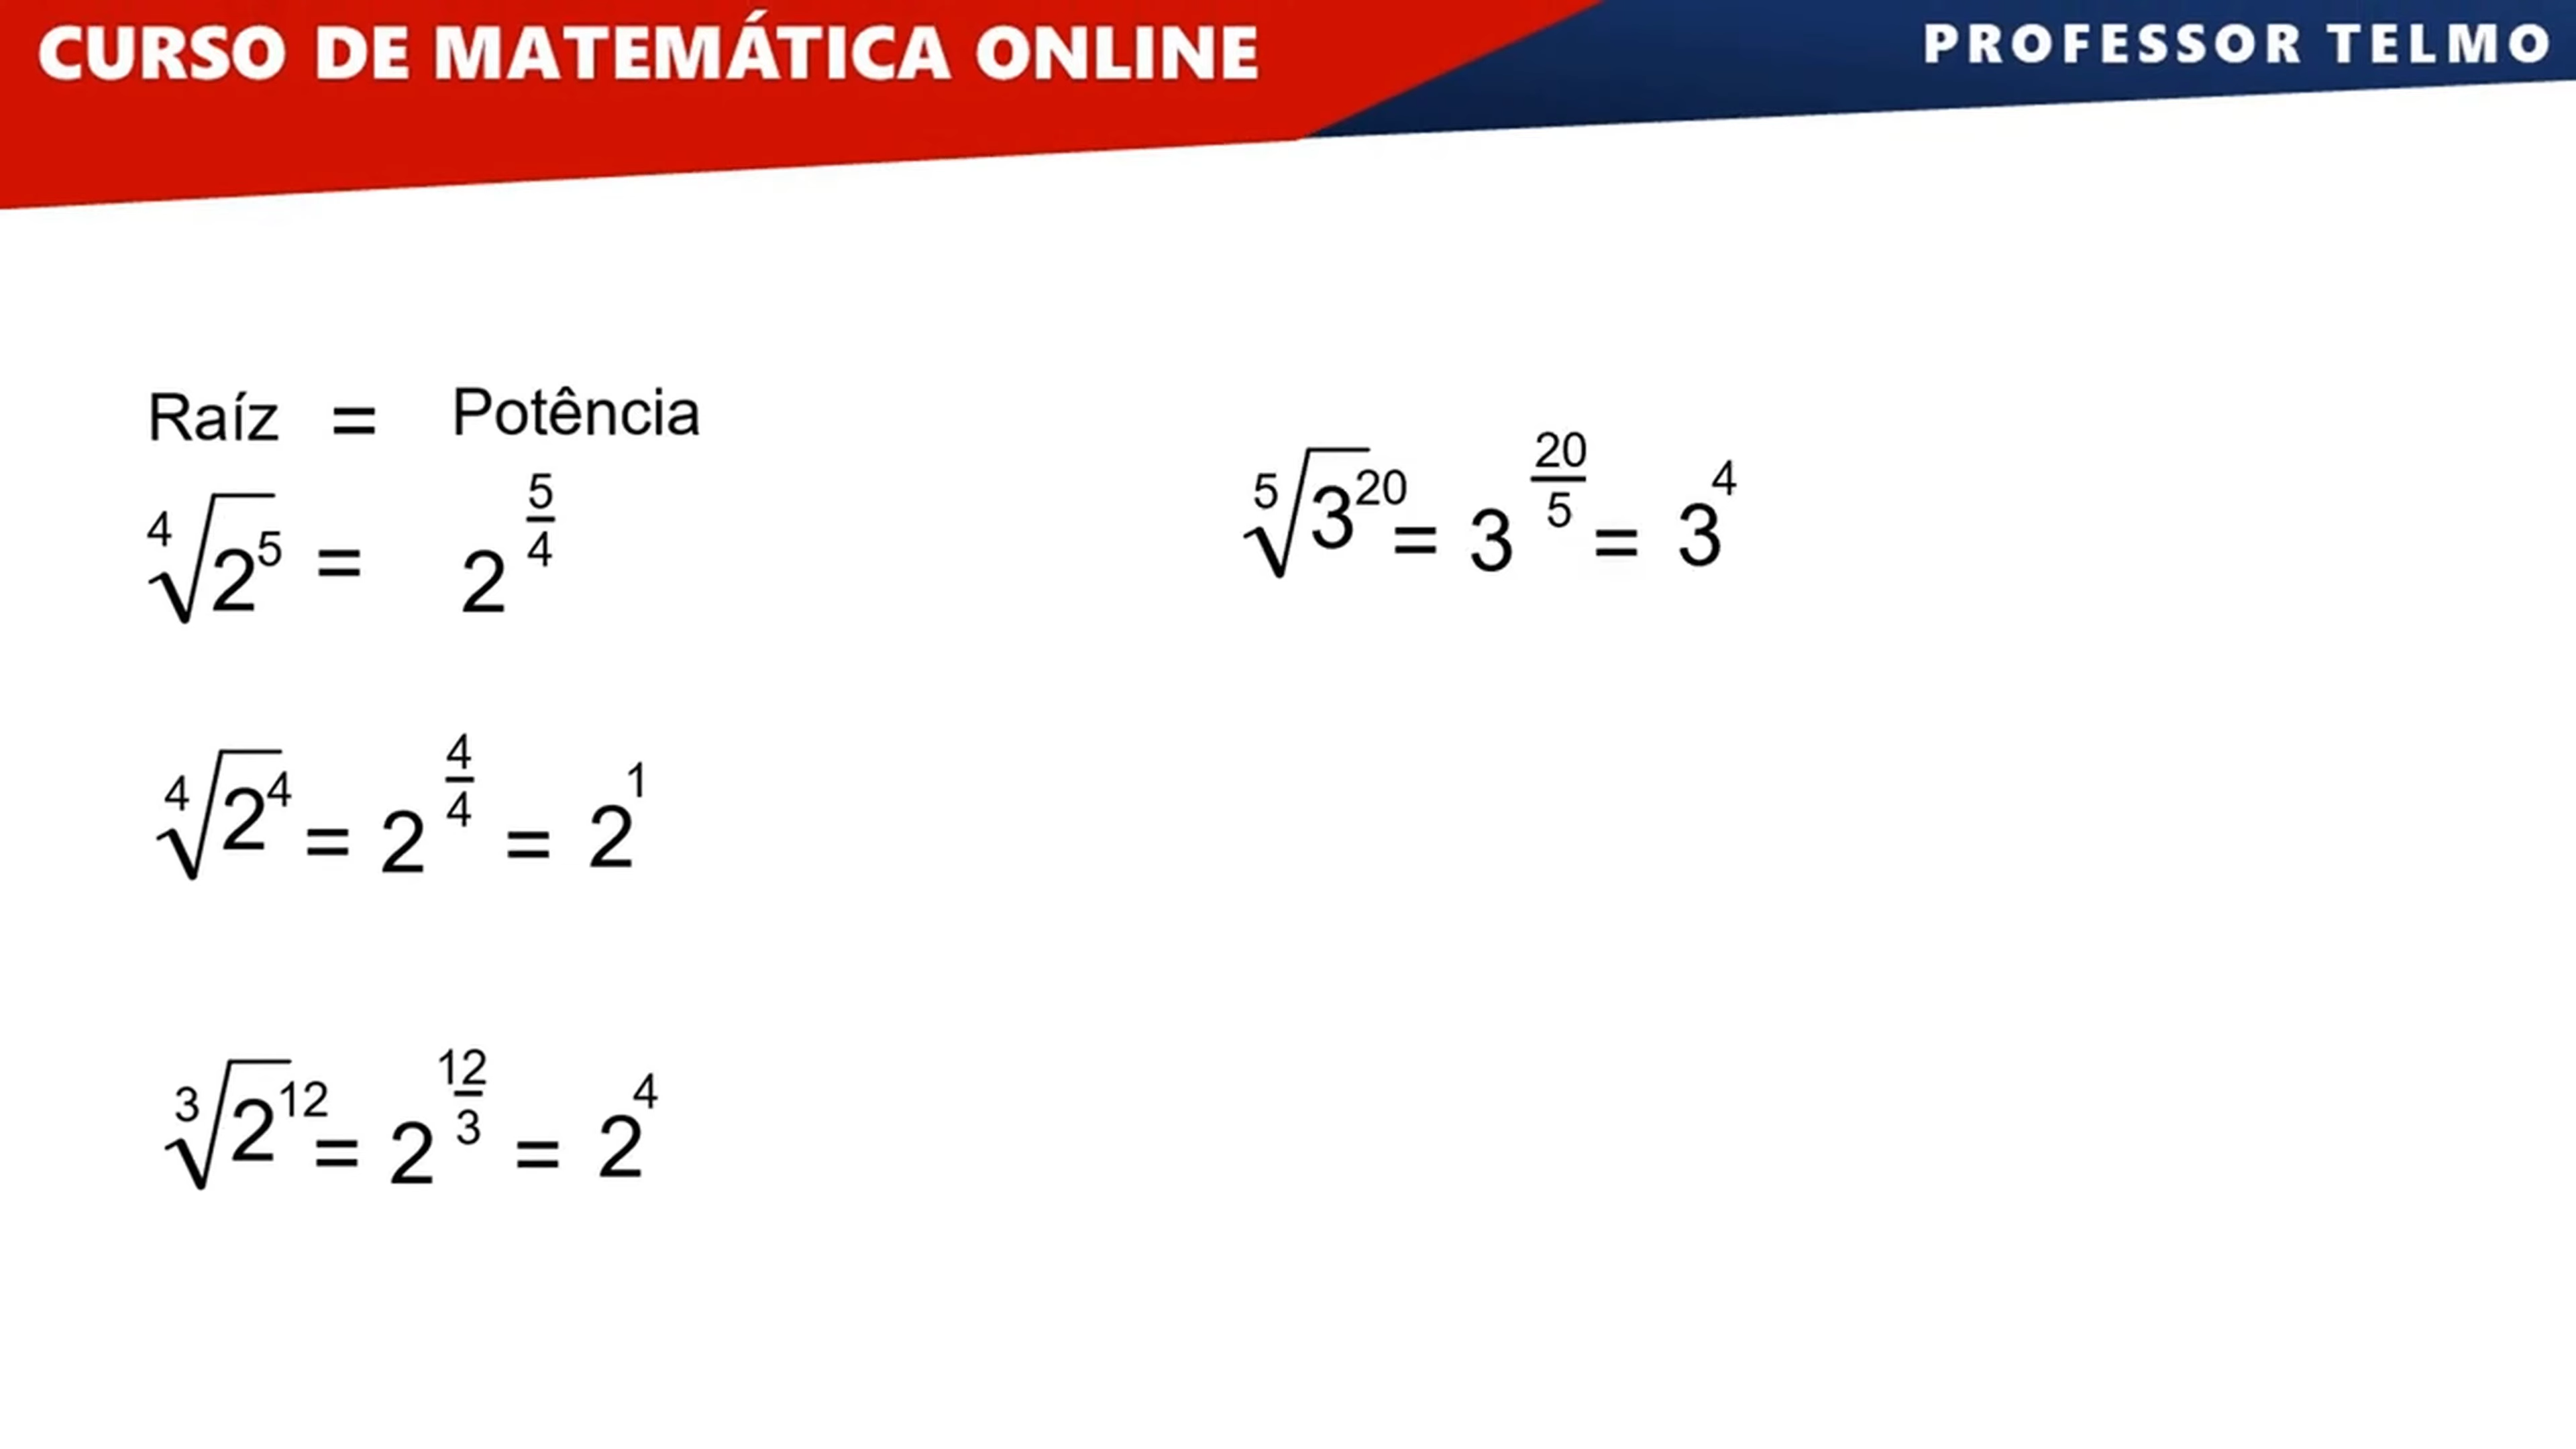 CURSO DE MATEMÁTICA ONLINE
PROFESSOR TELMO
Raíz = Potência
⁴√2⁵ = 2^(5/4)
⁴√2⁴ = 2^(4/4) = 2¹
³√2¹² = 2^(12/3) = 2⁴
⁵√3²⁰ = 3^(20/5) = 3⁴